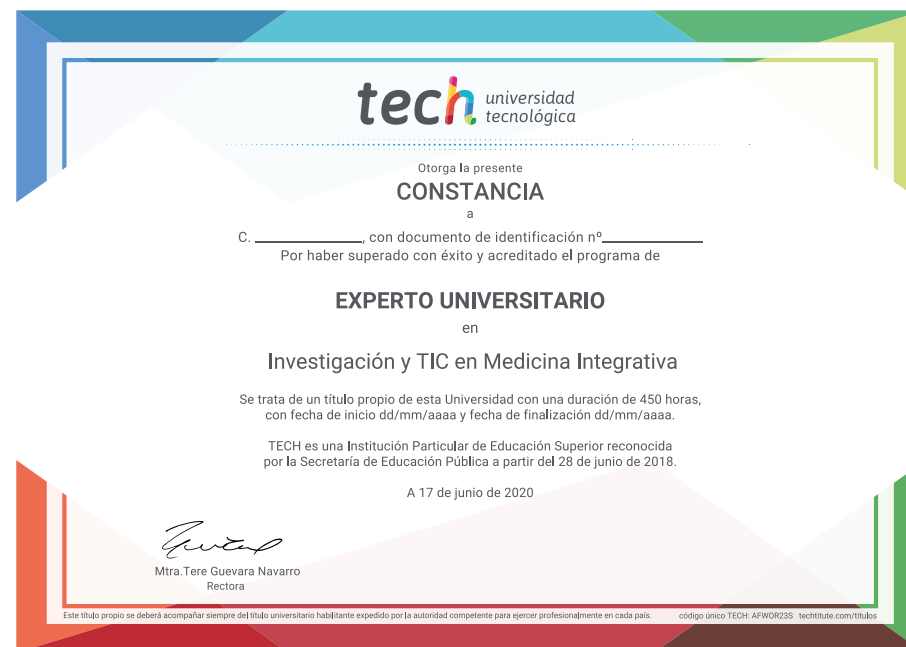 tech universidad
tecnológica
Otorga la presente
CONSTANCIA
a
C. ____________, con documento de identificación nº____________
Por haber superado con éxito y acreditado el programa de
EXPERTO UNIVERSITARIO
en
Investigación y TIC en Medicina Integrativa
Se trata de un título propio de esta Universidad con una duración de 450 horas,
con fecha de inicio dd/mm/aaaa y fecha de finalización dd/mm/aaaa.
TECH es una Institución Particular de Educación Superior reconocida
por la Secretaría de Educación Pública a partir del 28 de junio de 2018.
A 17 de junio de 2020
Mtra.Tere Guevara Navarro
Rectora
Este título propio se deberá acompañar siempre del título universitario habilitante expedido por la autoridad competente para ejercer profesionalmente en cada país. código único TECH: AFWOR23S techtitute.com/titulos